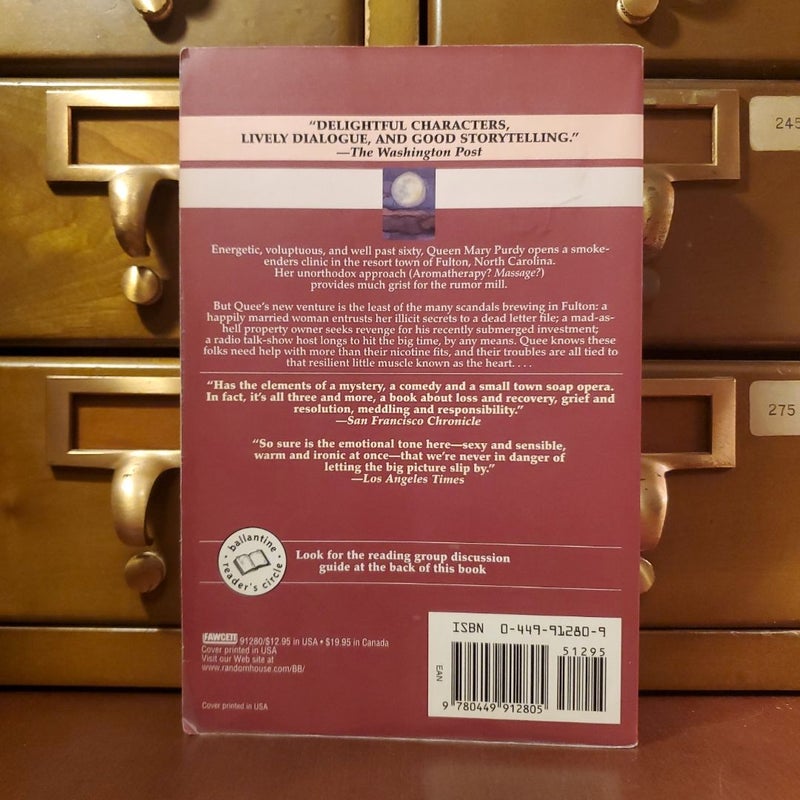 "DELIGHTFUL CHARACTERS,
LIVELY DIALOGUE, AND GOOD STORYTELLING."
—The Washington Post
Energetic, voluptuous, and well past sixty, Queen Mary Purdy opens a smoke-
enders clinic in the resort town of Fulton, North Carolina.
Her unorthodox approach (Aromatherapy? Massage?)
provides much grist for the rumor mill.
But Quee's new venture is the least of the many scandals brewing in Fulton: a
happily married woman entrusts her illicit secrets to a dead letter file; a mad-as-
hell property owner seeks revenge for his recently submerged investment;
a radio talk-show host longs to hit the big time, by any means. Quee knows these
folks need help with more than their nicotine fits, and their troubles are all tied to
that resilient little muscle known as the heart. . . .
"Has the elements of a mystery, a comedy and a small town soap opera.
In fact, it's all three and more, a book about loss and recovery, grief and
resolution, meddling and responsibility."
—San Francisco Chronicle
"So sure is the emotional tone here—sexy and sensible,
warm and ironic at once—that we're never in danger of
letting the big picture slip by."
—Los Angeles Times
ballantine
reader's circle
Look for the reading group discussion
guide at the back of this book
FAWCETT 91280/$12.95 in USA • $19.95 in Canada
Cover printed in USA
Visit our Web site at
www.randomhouse.com/BB/
Cover printed in USA
ISBN 0-449-91280-9
51295
EAN
9 780449 912805
245
275